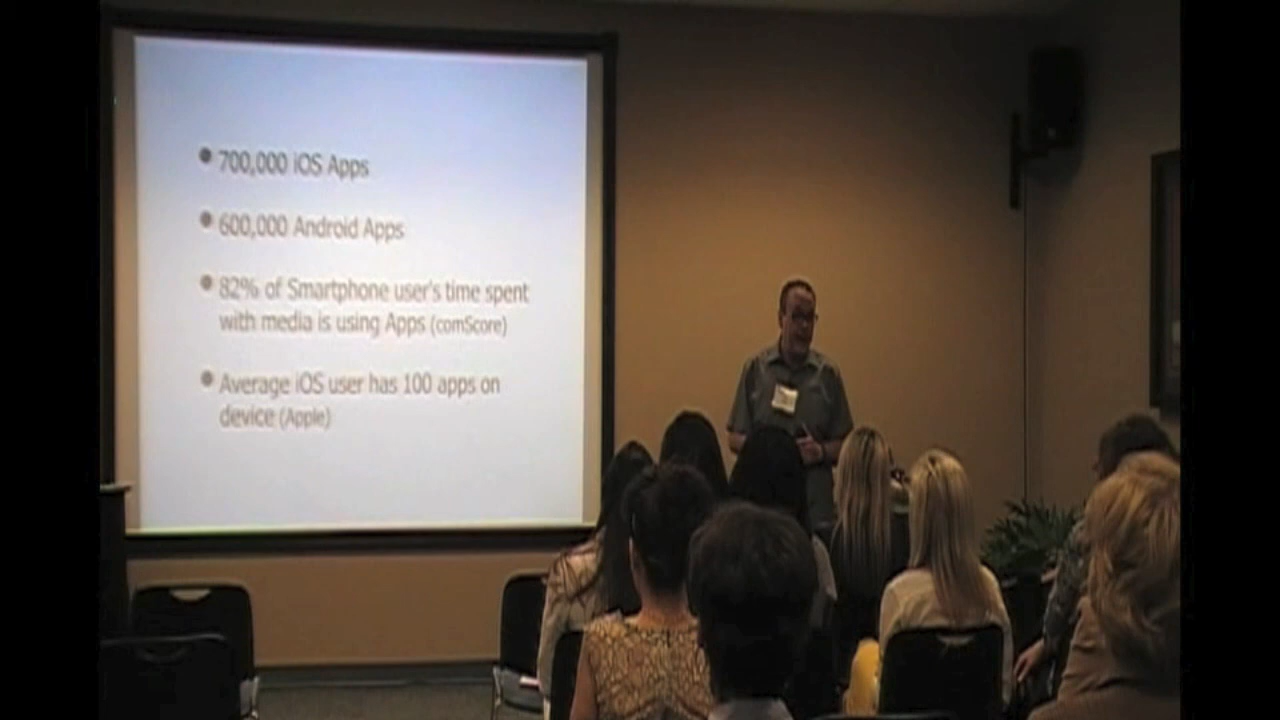 700,000 iOS Apps
600,000 Android Apps
82% of Smartphone user's time spent
with media is using Apps (comScore)
Average iOS user has 100 apps on
device (Apple)